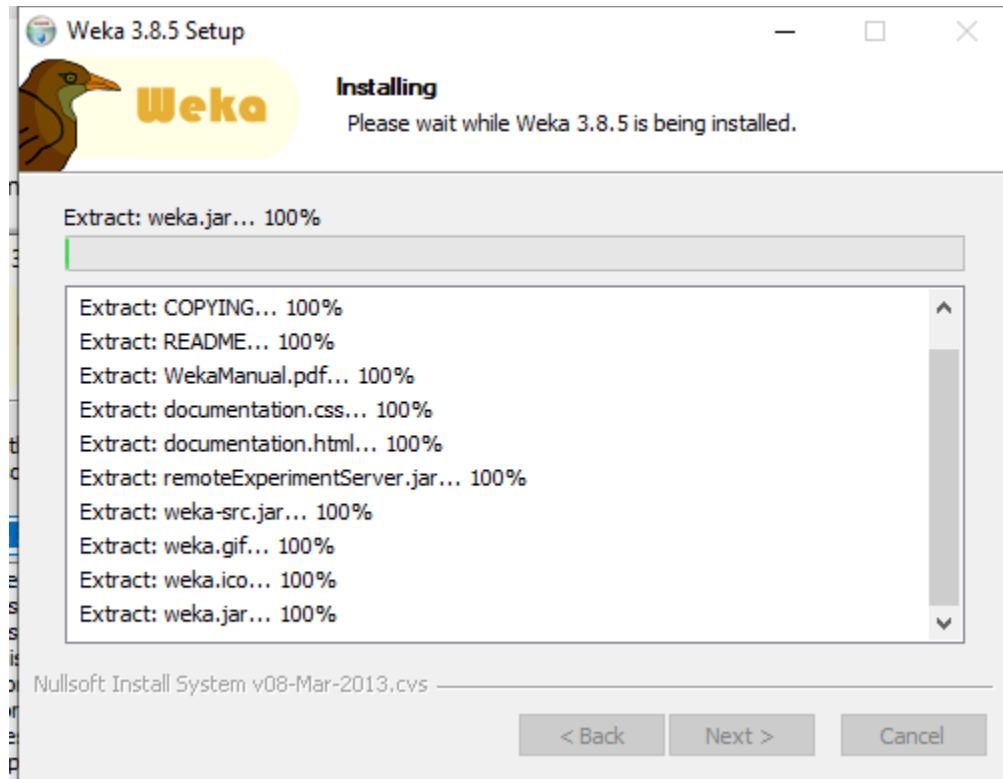 Weka 3.8.5 Setup
Weka
Installing
Please wait while Weka 3.8.5 is being installed.
Extract: weka.jar... 100%
Extract: COPYING... 100%
Extract: README... 100%
Extract: WekaManual.pdf... 100%
Extract: documentation.css... 100%
Extract: documentation.html... 100%
Extract: remoteExperimentServer.jar... 100%
Extract: weka-src.jar... 100%
Extract: weka.gif... 100%
Extract: weka.ico... 100%
Extract: weka.jar... 100%
Nullsoft Install System v08-Mar-2013.cvs
< Back
Next >
Cancel